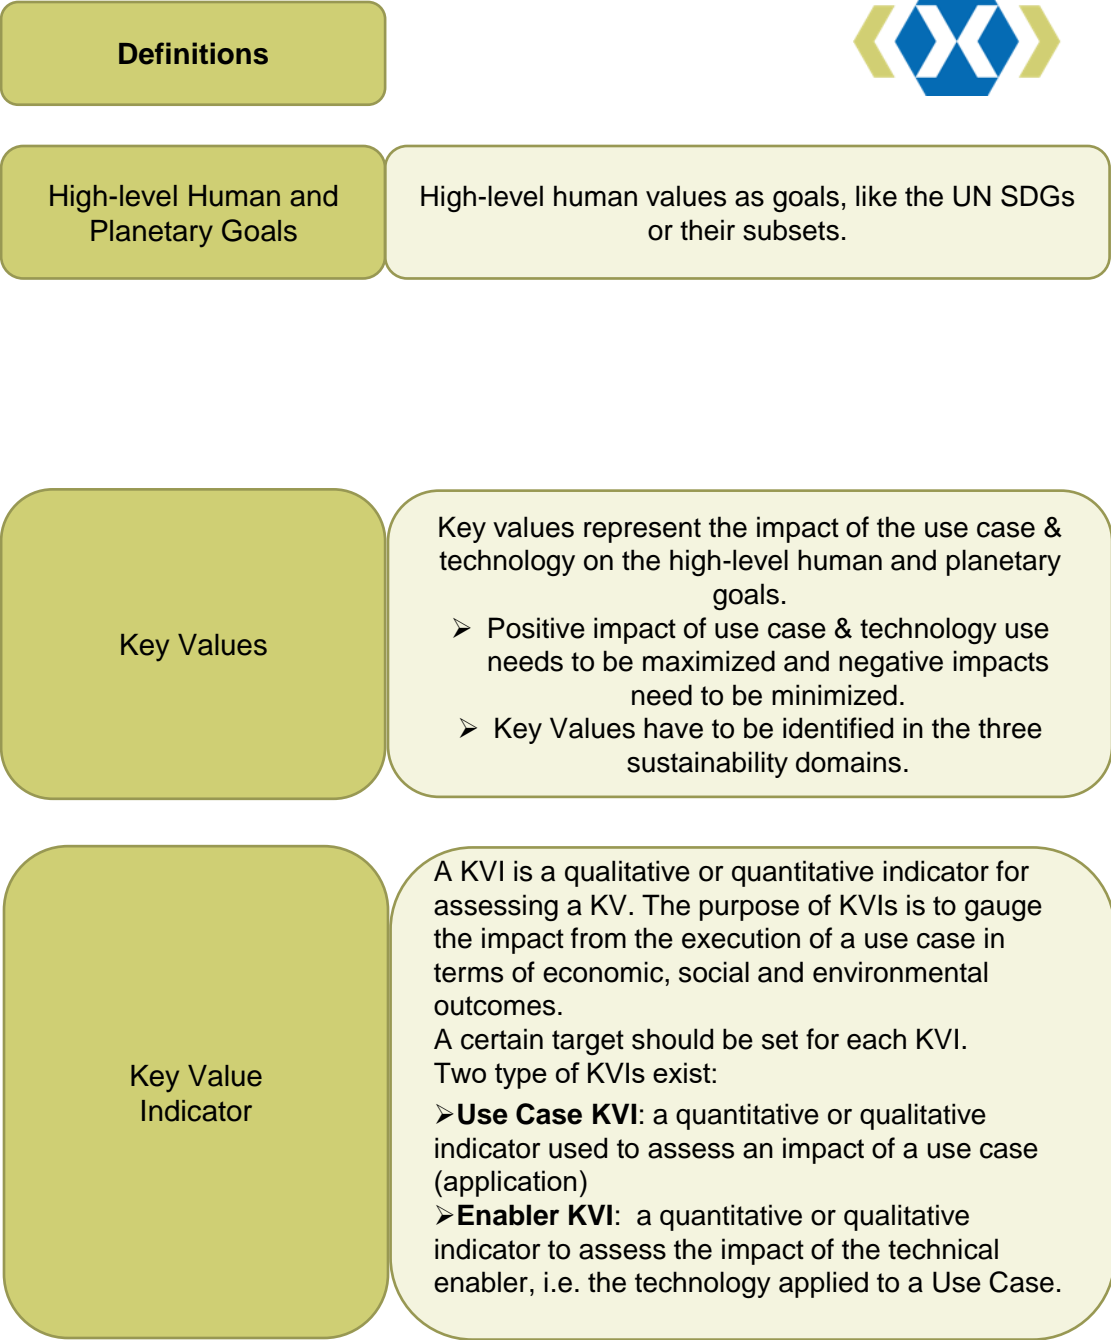 Definitions
High-level Human and
Planetary Goals
High-level human values as goals, like the UN SDGs
or their subsets.
Key Values
Key values represent the impact of the use case &
technology on the high-level human and planetary
goals.
➢ Positive impact of use case & technology use
needs to be maximized and negative impacts
need to be minimized.
➢ Key Values have to be identified in the three
sustainability domains.
Key Value
Indicator
A KVI is a qualitative or quantitative indicator for
assessing a KV. The purpose of KVIs is to gauge
the impact from the execution of a use case in
terms of economic, social and environmental
outcomes.
A certain target should be set for each KVI.
Two type of KVIs exist:
➢Use Case KVI: a quantitative or qualitative
indicator used to assess an impact of a use case
(application)
➢Enabler KVI: a quantitative or qualitative
indicator to assess the impact of the technical
enabler, i.e. the technology applied to a Use Case.